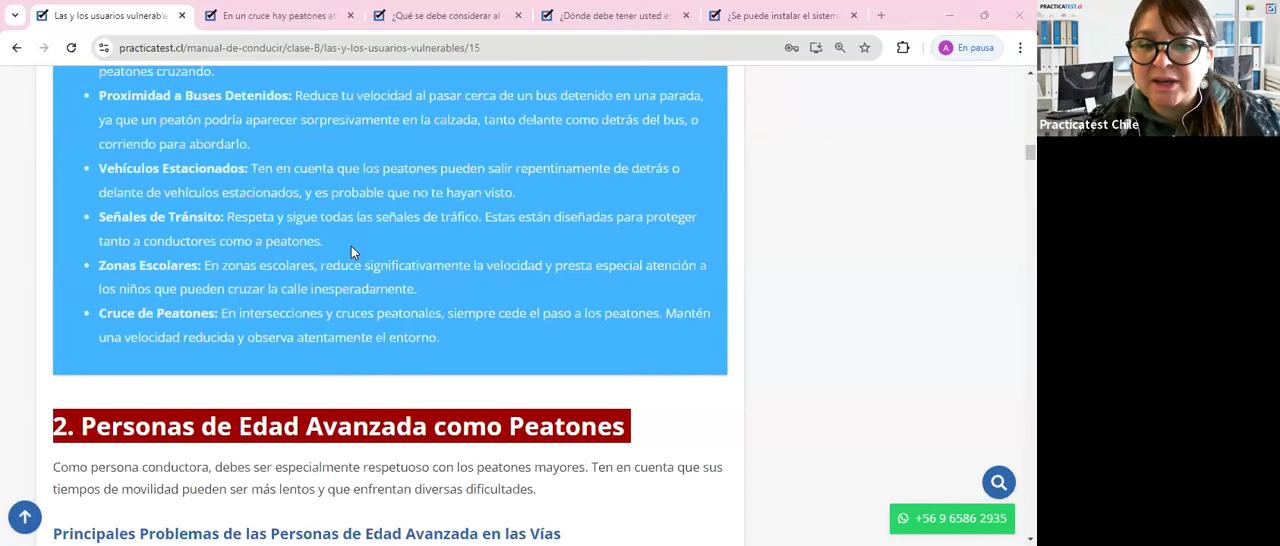 Las y los usuarios vulnerable
En un cruce hay peatones at
¿Qué se debe considerar al
¿Dónde debe tener usted es
¿Se puede instalar el sistema
practicatest.cl/manual-de-conducir/clase-B/las-y-los-usuarios-vulnerables/15
A En pausa
PRACTICATEST.cl
Practicatest Chile
peatones cruzando.
Proximidad a Buses Detenidos: Reduce tu velocidad al pasar cerca de un bus detenido en una parada,
ya que un peatón podría aparecer sorpresivamente en la calzada, tanto delante como detrás del bus, o
corriendo para abordarlo.
Vehículos Estacionados: Ten en cuenta que los peatones pueden salir repentinamente de detrás o
delante de vehículos estacionados, y es probable que no te hayan visto.
Señales de Tránsito: Respeta y sigue todas las señales de tráfico. Estas están diseñadas para proteger
tanto a conductores como a peatones.
Zonas Escolares: En zonas escolares, reduce significativamente la velocidad y presta especial atención a
los niños que pueden cruzar la calle inesperadamente.
Cruce de Peatones: En intersecciones y cruces peatonales, siempre cede el paso a los peatones. Mantén
una velocidad reducida y observa atentamente el entorno.
2. Personas de Edad Avanzada como Peatones
Como persona conductora, debes ser especialmente respetuoso con los peatones mayores. Ten en cuenta que sus
tiempos de movilidad pueden ser más lentos y que enfrentan diversas dificultades.
Principales Problemas de las Personas de Edad Avanzada en las Vías
+56 9 6586 2935